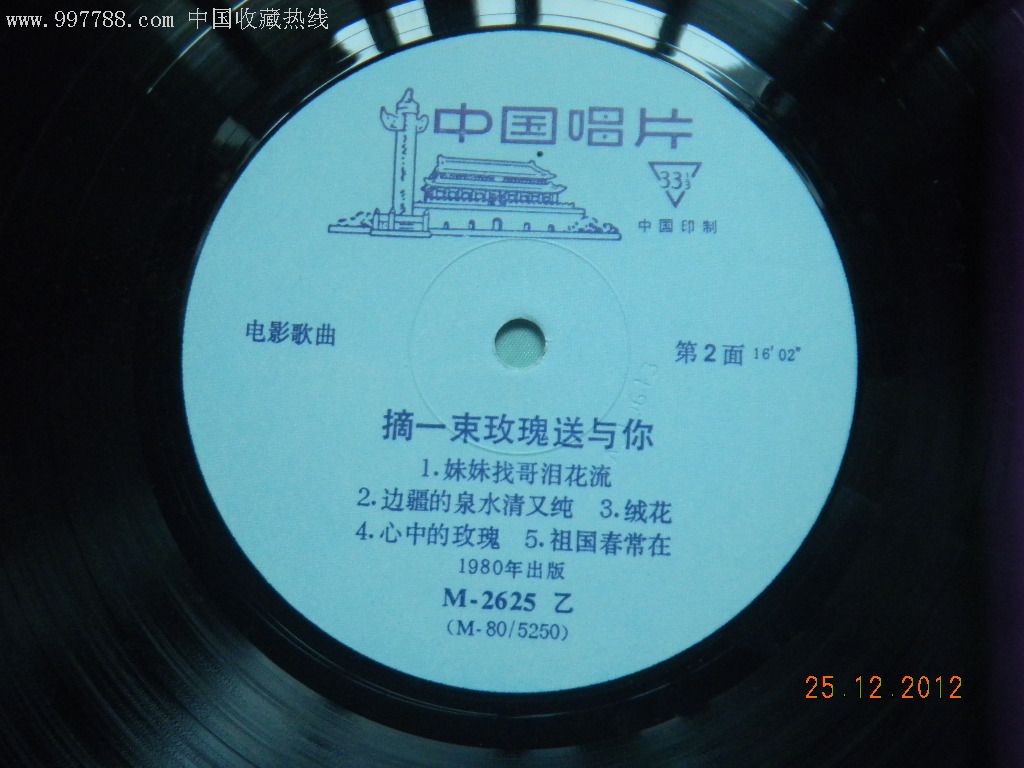 www.997788.com 中国收藏热线
中国唱片
33⅓
中国印制
电影歌曲
第2面 16′02″
摘一束玫瑰送与你
1.妹妹找哥泪花流
2.边疆的泉水清又纯 3.绒花
4.心中的玫瑰 5.祖国春常在
1980年出版
M-2625 乙
(M-80/5250)
25.12.2012